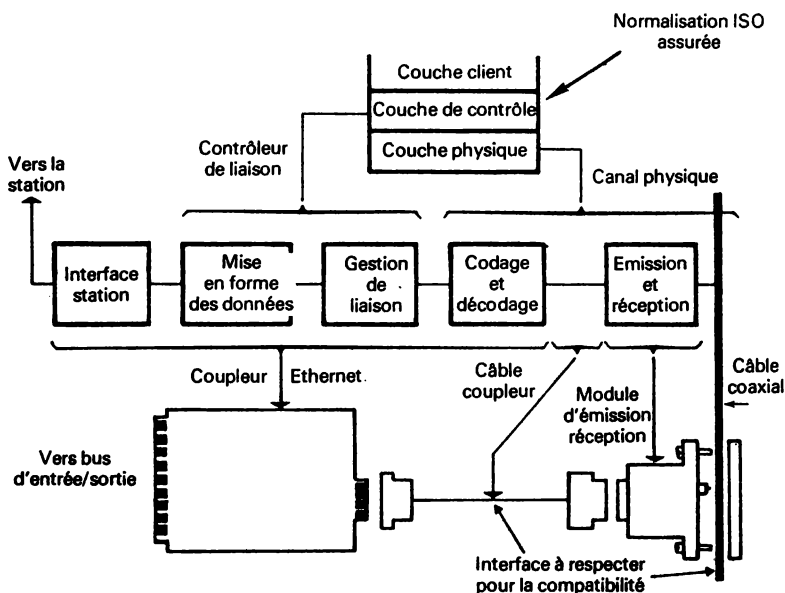 Normalisation ISO
assurée
Couche client
Couche de contrôle
Couche physique
Contrôleur
de liaison
Vers la
station
Canal physique
Interface
station
Mise
en forme
des données
Gestion
de
liaison
Codage
et
décodage
Emission
et
réception
Coupleur Ethernet.
Câble
coupleur
Module
d'émission
réception
Câble
coaxial
Vers bus
d'entrée/sortie
Interface à respecter
pour la compatibilité